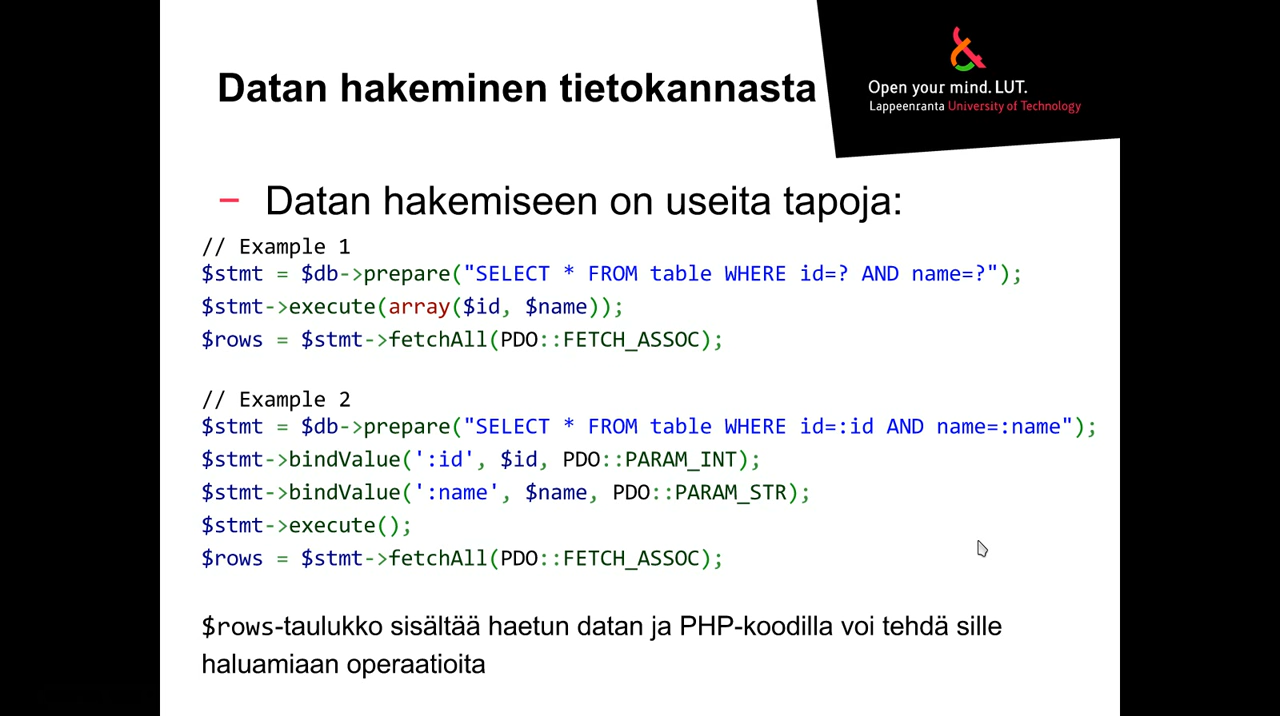 Datan hakeminen tietokannasta
Open your mind. LUT.
Lappeenranta University of Technology
– Datan hakemiseen on useita tapoja:
// Example 1
$stmt = $db->prepare("SELECT * FROM table WHERE id=? AND name=?");
$stmt->execute(array($id, $name));
$rows = $stmt->fetchAll(PDO::FETCH_ASSOC);
// Example 2
$stmt = $db->prepare("SELECT * FROM table WHERE id=:id AND name=:name");
$stmt->bindValue(':id', $id, PDO::PARAM_INT);
$stmt->bindValue(':name', $name, PDO::PARAM_STR);
$stmt->execute();
$rows = $stmt->fetchAll(PDO::FETCH_ASSOC);
$rows-taulukko sisältää haetun datan ja PHP-koodilla voi tehdä sille
haluamiaan operaatioita